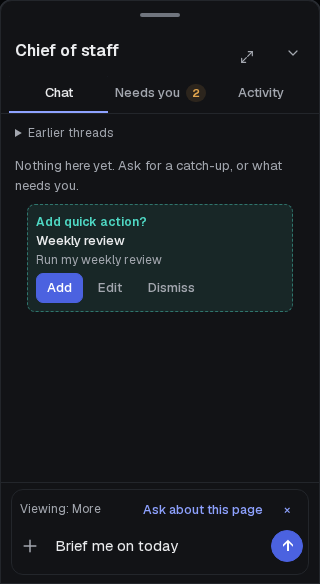 Chief of staff
Chat
Needs you 2
Activity
Earlier threads
Nothing here yet. Ask for a catch-up, or what
needs you.
Add quick action?
Weekly review
Run my weekly review
Add
Edit
Dismiss
Viewing: More
Ask about this page
×
Brief me on today